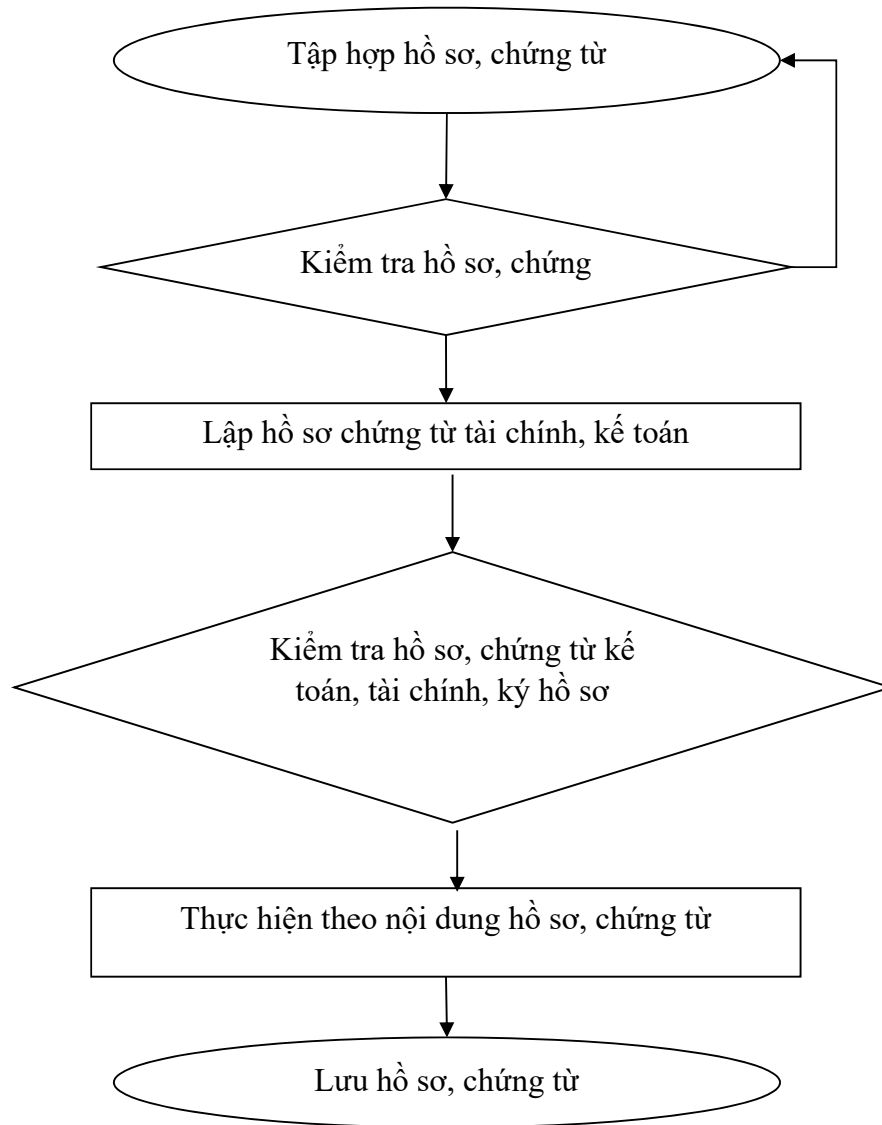 Tập hợp hồ sơ, chứng từ
Kiểm tra hồ sơ, chứng
Lập hồ sơ chứng từ tài chính, kế toán
Kiểm tra hồ sơ, chứng từ kế
toán, tài chính, ký hồ sơ
Thực hiện theo nội dung hồ sơ, chứng từ
Lưu hồ sơ, chứng từ